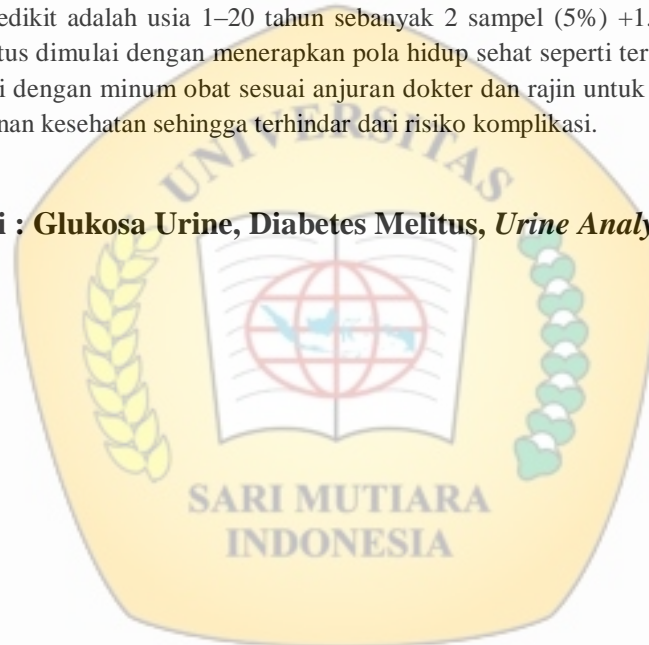 edikit adalah usia 1–20 tahun sebanyak 2 sampel (5%) +1.
tus dimulai dengan menerapkan pola hidup sehat seperti ter
i dengan minum obat sesuai anjuran dokter dan rajin untuk
nan kesehatan sehingga terhindar dari risiko komplikasi.
UNIVERSITAS
i : Glukosa Urine, Diabetes Melitus, Urine Analy
SARI MUTIARA
INDONESIA